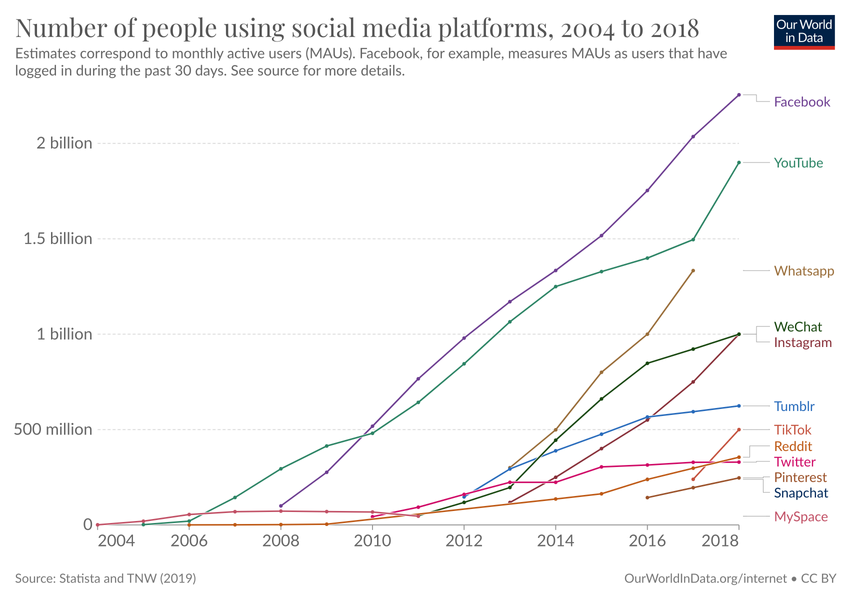 Number of people using social media platforms, 2004 to 2018
Our World
in Data
Estimates correspond to monthly active users (MAUs). Facebook, for example, measures MAUs as users that have
logged in during the past 30 days. See source for more details.
Facebook
2 billion
YouTube
1.5 billion
Whatsapp
WeChat
1 billion
Instagram
Tumblr
500 million
TikTok
Reddit
Twitter
Pinterest
Snapchat
MySpace
0
2004 2006 2008 2010 2012 2014 2016 2018
Source: Statista and TNW (2019)
OurWorldInData.org/internet • CC BY